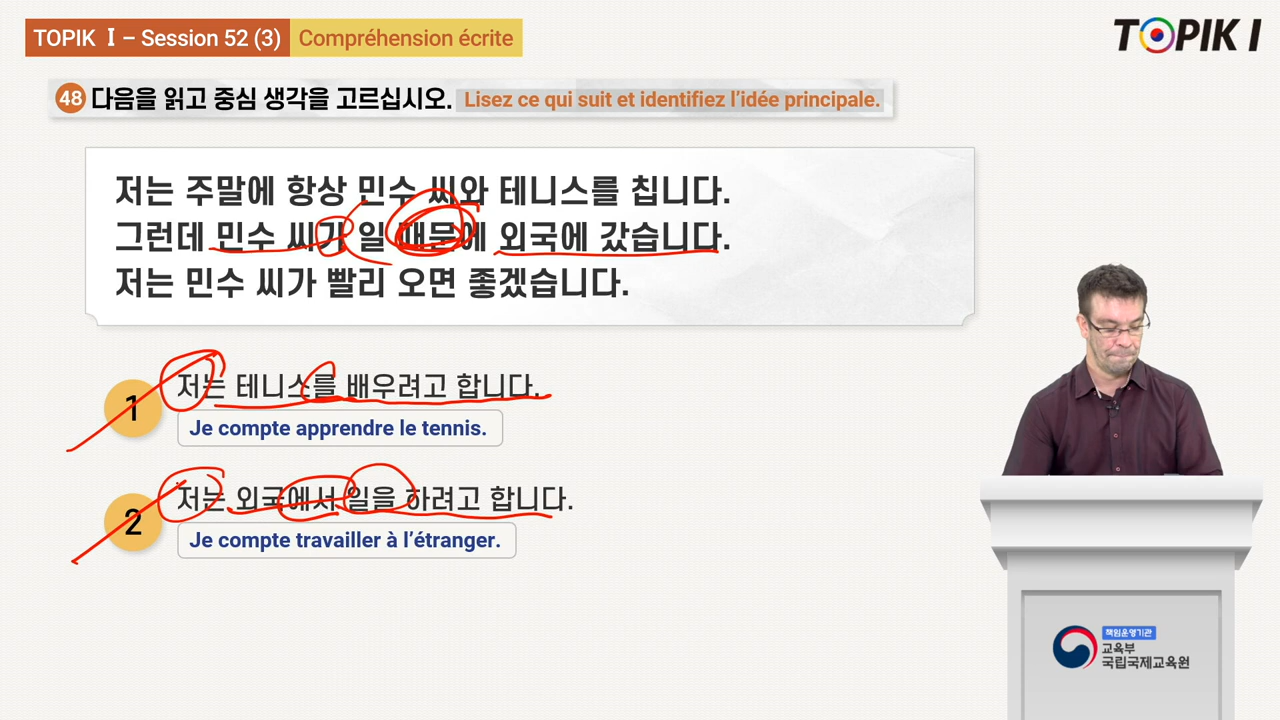 TOPIK I – Session 52 (3) Compréhension écrite
TOPIK I
48 다음을 읽고 중심 생각을 고르십시오. Lisez ce qui suit et identifiez l'idée principale.
저는 주말에 항상 민수 씨와 테니스를 칩니다.
그런데 민수 씨가 일 때문에 외국에 갔습니다.
저는 민수 씨가 빨리 오면 좋겠습니다.
1 저는 테니스를 배우려고 합니다.
Je compte apprendre le tennis.
2 저는 외국에서 일을 하려고 합니다.
Je compte travailler à l'étranger.
책임운영기관
교육부
국립국제교육원